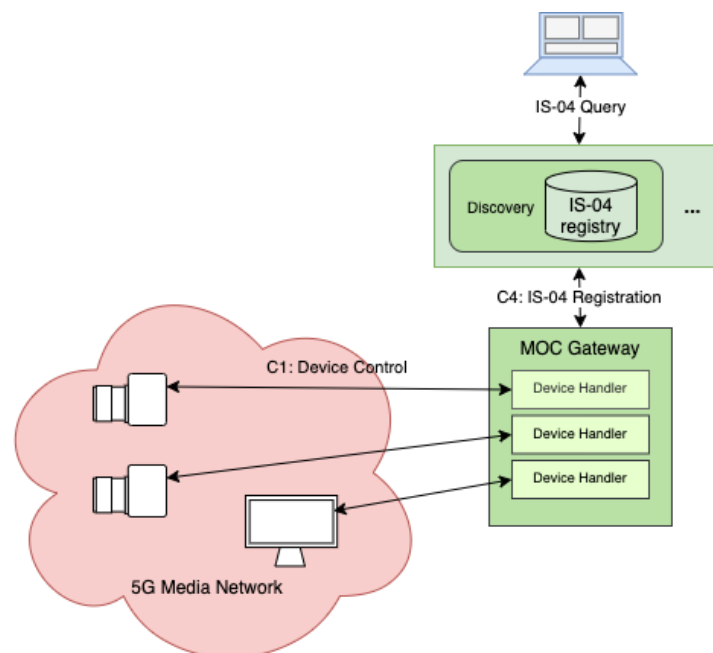 IS-04 Query
Discovery
IS-04
registry
...
C4: IS-04 Registration
MOC Gateway
C1: Device Control
Device Handler
Device Handler
Device Handler
5G Media Network